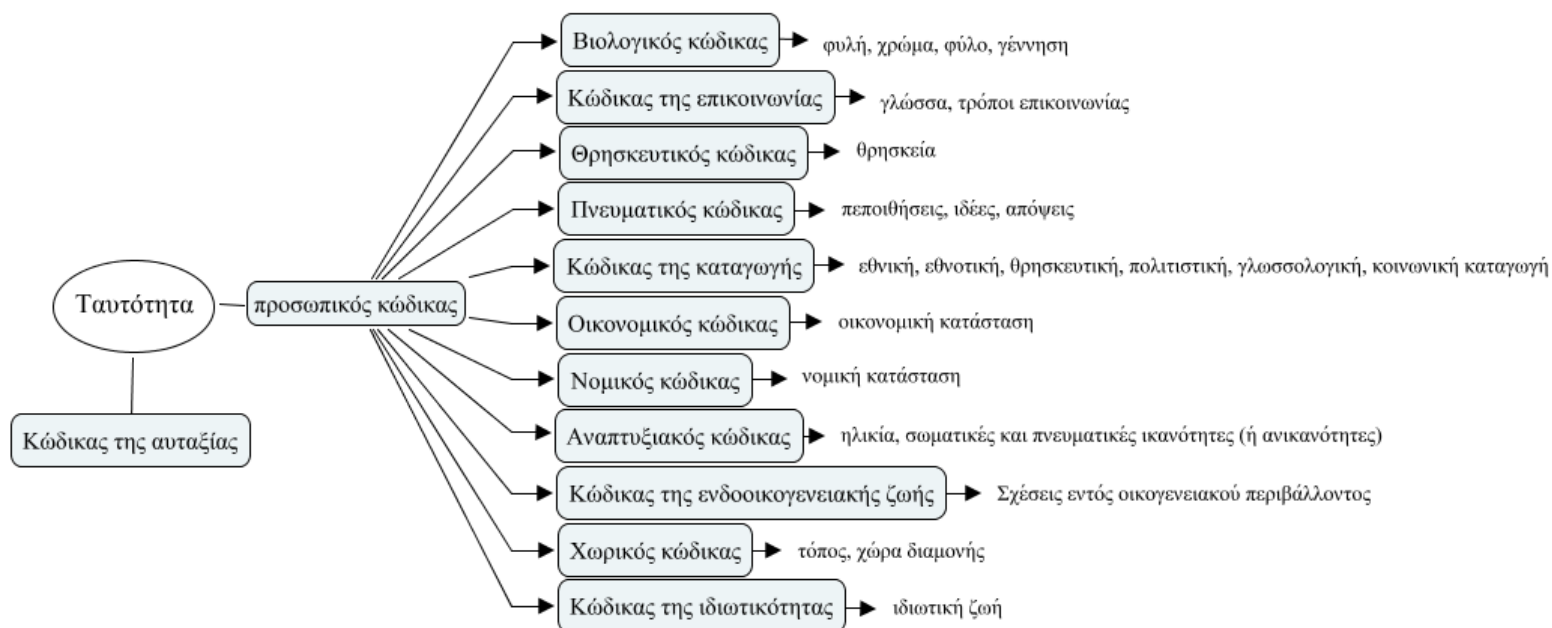 Βιολογικός κώδικας
φυλή, χρώμα, φύλο, γέννηση
Κώδικας της επικοινωνίας
γλώσσα, τρόποι επικοινωνίας
Θρησκευτικός κώδικας
θρησκεία
Πνευματικός κώδικας
πεποιθήσεις, ιδέες, απόψεις
Κώδικας της καταγωγής
εθνική, εθνοτική, θρησκευτική, πολιτιστική, γλωσσολογική, κοινωνική καταγωγή
Ταυτότητα
προσωπικός κώδικας
Οικονομικός κώδικας
οικονομική κατάσταση
Νομικός κώδικας
νομική κατάσταση
Κώδικας της αυταξίας
Αναπτυξιακός κώδικας
ηλικία, σωματικές και πνευματικές ικανότητες (ή ανικανότητες)
Κώδικας της ενδοοικογενειακής ζωής
Σχέσεις εντός οικογενειακού περιβάλλοντος
Χωρικός κώδικας
τόπος, χώρα διαμονής
Κώδικας της ιδιωτικότητας
ιδιωτική ζωή